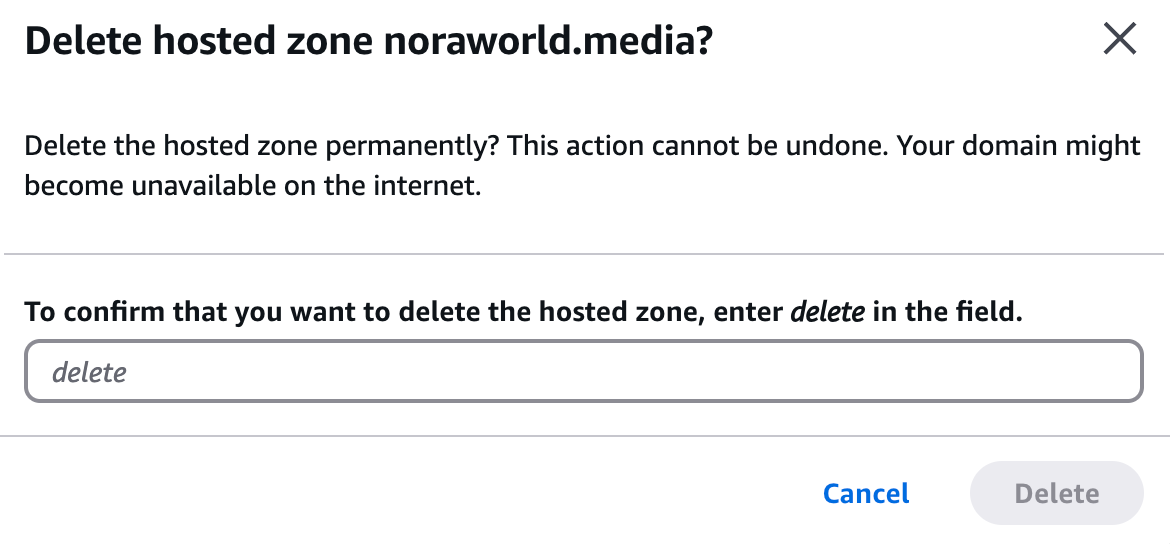 Delete hosted zone noraworld.media?
Delete the hosted zone permanently? This action cannot be undone. Your domain might
become unavailable on the internet.
To confirm that you want to delete the hosted zone, enter delete in the field.
delete
Cancel
Delete